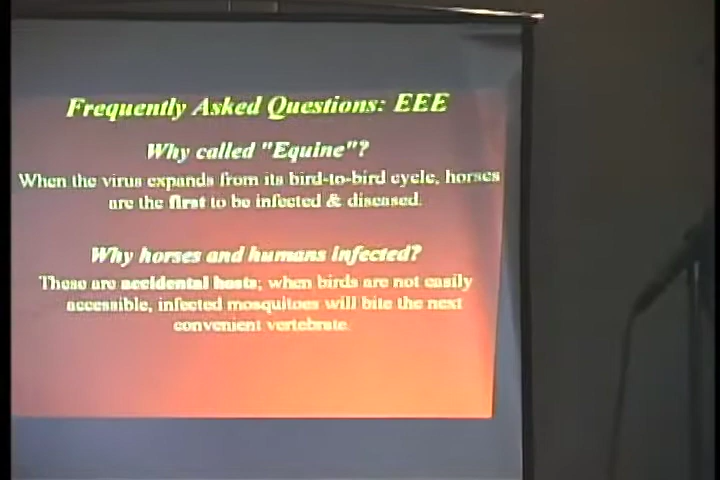 Frequently Asked Questions: EEE
Why called "Equine"?
When the virus expands from its bird-to-bird cycle, horses
are the first to be infected & diseased.
Why horses and humans infected?
These are accidental hosts; when birds are not easily
accessible, infected mosquitoes will bite the next
convenient vertebrate.